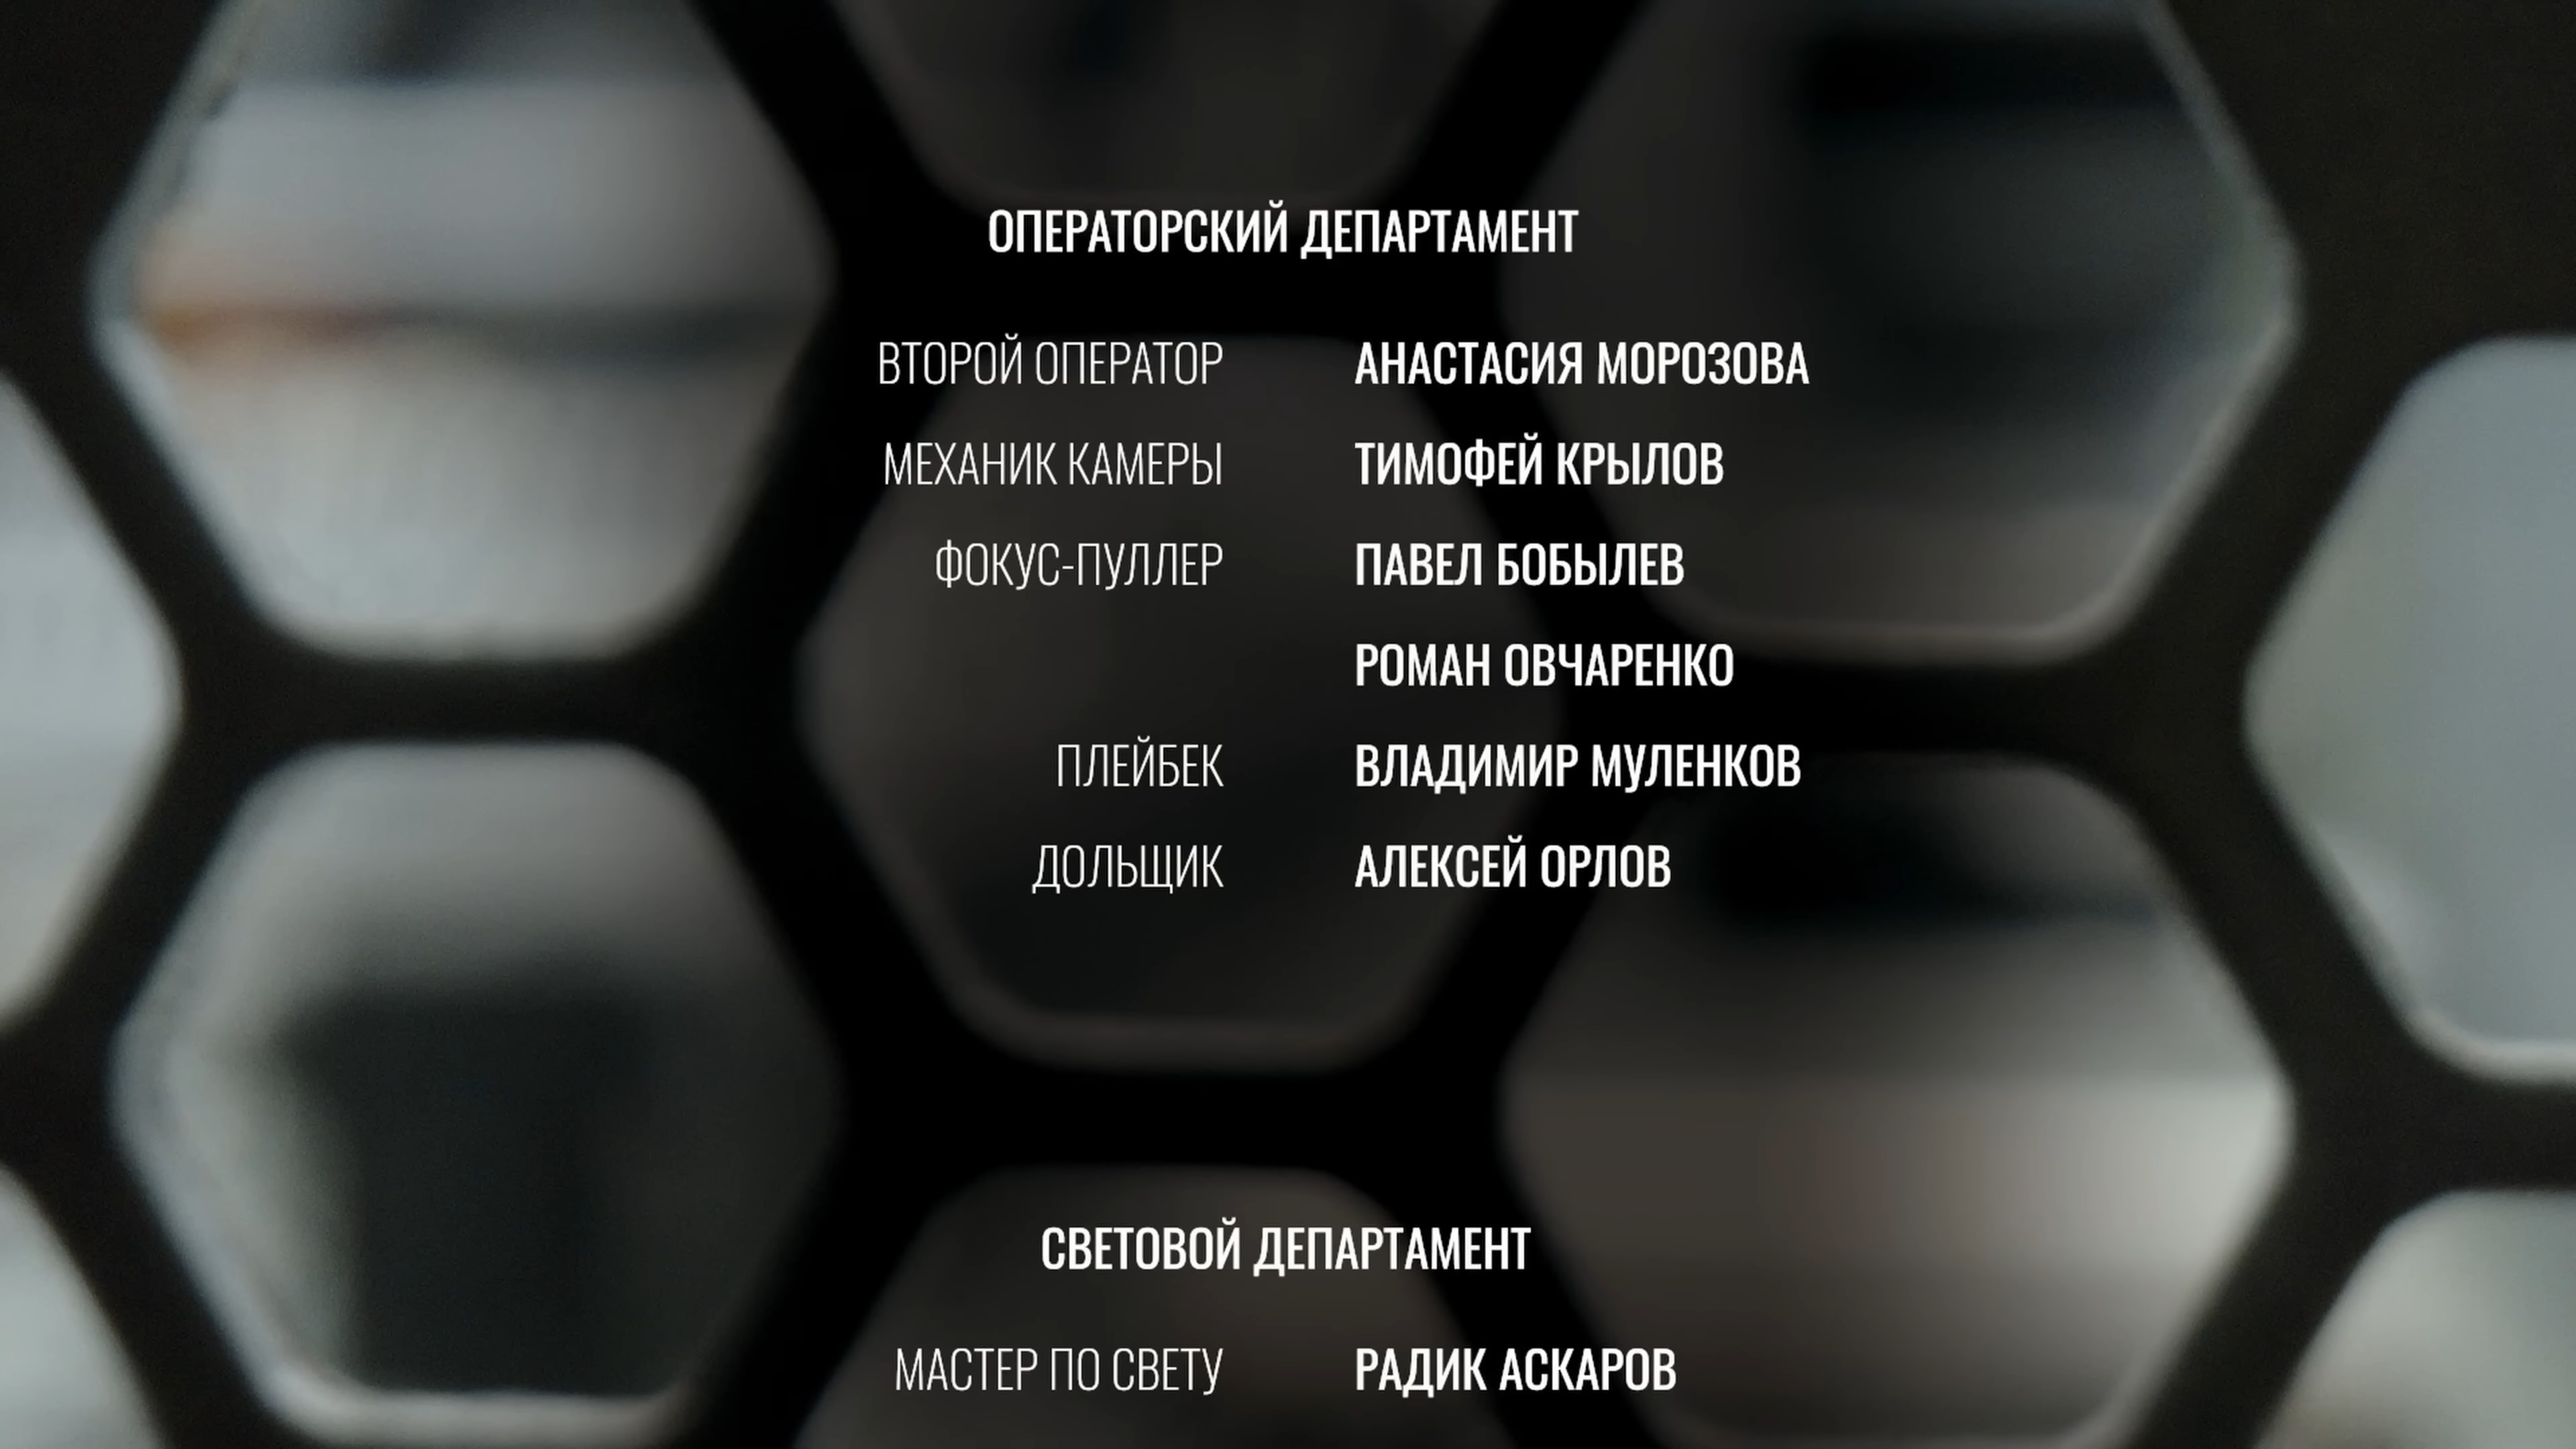 ОПЕРАТОРСКИЙ ДЕПАРТАМЕНТ
ВТОРОЙ ОПЕРАТОР АНАСТАСИЯ МОРОЗОВА
МЕХАНИК КАМЕРЫ ТИМОФЕЙ КРЫЛОВ
ФОКУС-ПУЛЛЕР ПАВЕЛ БОБЫЛЕВ
РОМАН ОВЧАРЕНКО
ПЛЕЙБЕК ВЛАДИМИР МУЛЕНКОВ
ДОЛЬЩИК АЛЕКСЕЙ ОРЛОВ
СВЕТОВОЙ ДЕПАРТАМЕНТ
МАСТЕР ПО СВЕТУ РАДИК АСКАРОВ